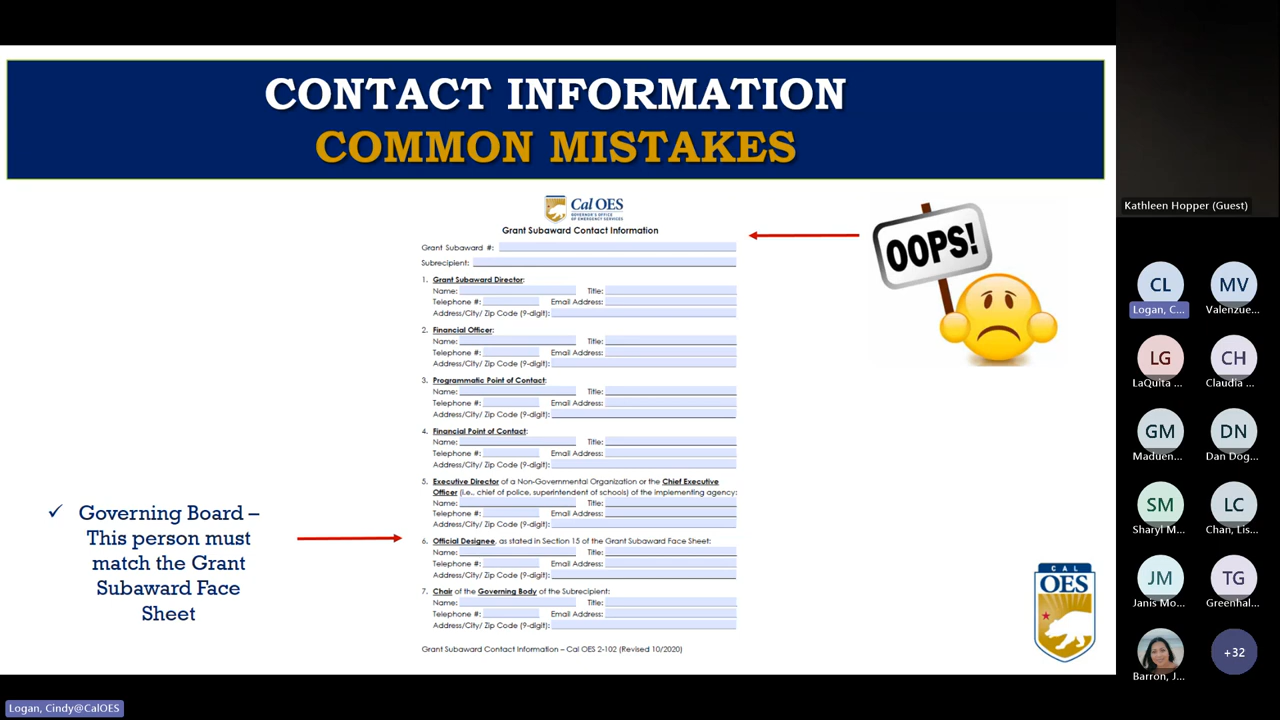 CONTACT INFORMATION
COMMON MISTAKES
Cal OES
GOVERNOR'S OFFICE
OF EMERGENCY SERVICES
Grant Subaward Contact Information
Grant Subaward #:
Subrecipient:
1. Grant Subaward Director:
Name: Title:
Telephone #: Email Address:
Address/City/ Zip Code (9-digit):
2. Financial Officer:
Name: Title:
Telephone #: Email Address:
Address/City/ Zip Code (9-digit):
3. Programmatic Point of Contact:
Name: Title:
Telephone #: Email Address:
Address/City/ Zip Code (9-digit):
4. Financial Point of Contact:
Name: Title:
Telephone #: Email Address:
Address/City/ Zip Code (9-digit):
5. Executive Director of a Non-Governmental Organization or the Chief Executive
Officer (i.e., chief of police, superintendent of schools) of the implementing agency:
Name: Title:
Telephone #: Email Address:
Address/City/ Zip Code (9-digit):
6. Official Designee, as stated in Section 15 of the Grant Subaward Face Sheet:
Name: Title:
Telephone #: Email Address:
Address/City/ Zip Code (9-digit):
7. Chair of the Governing Body of the Subrecipient:
Name: Title:
Telephone #: Email Address:
Address/City/ Zip Code (9-digit):
Grant Subaward Contact Information – Cal OES 2-102 (Revised 10/2020)
✓ Governing Board –
This person must
match the Grant
Subaward Face
Sheet
OOPS!
CAL
OES
Kathleen Hopper (Guest)
CL MV
Logan, C... Valenzue...
LG CH
LaQuita ... Claudia ...
GM DN
Maduen... Dan Dog...
SM LC
Sharyl M... Chan, Lis...
JM TG
Janis Mo... Greenhal...
+32
Barron, J...
Logan, Cindy@CalOES